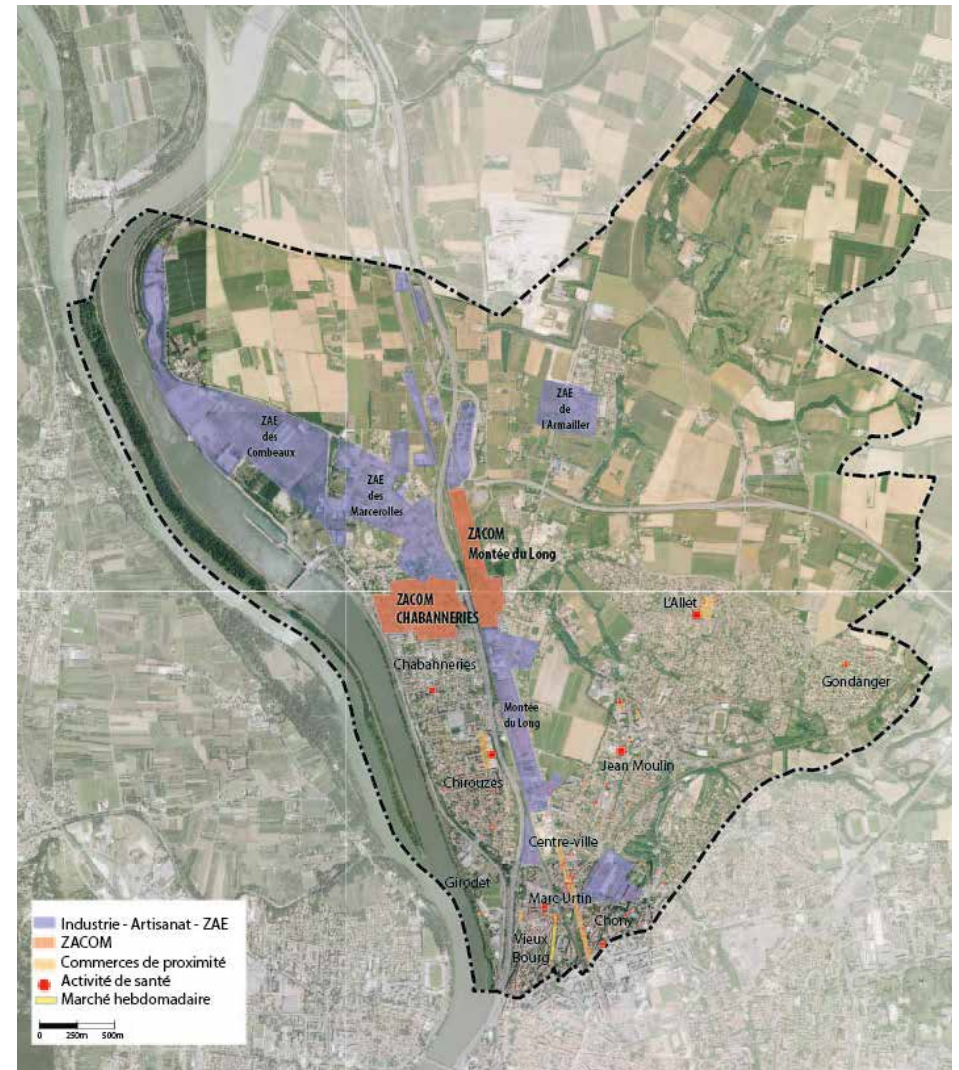 ZAE
de
l'Armailler
ZAE
des
Combeaux
ZAE
des
Marcerolles
ZACOM
Montée du Long
ZACOM
CHABANNERIES
L'Allet
Chabanneries
Gondanger
Montée
du Long
Jean Moulin
Chirouzes
Centre-ville
Girodet
Marc-Urtin
Chony
Vieux
Bourg
Industrie - Artisanat - ZAE
ZACOM
Commerces de proximité
Activité de santé
Marché hebdomadaire
0 250m 500m